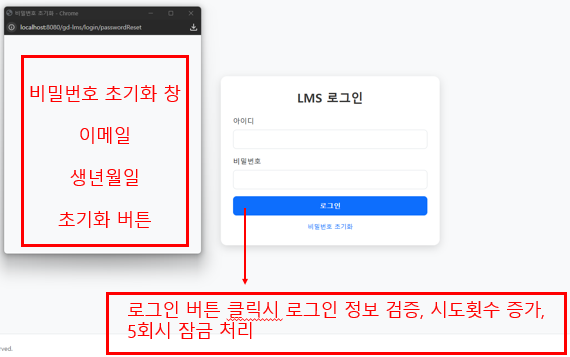 비밀번호 초기화 - Chrome
localhost:8080/gd-lms/login/passwordReset
비밀번호 초기화 창
이메일
생년월일
초기화 버튼
LMS 로그인
아이디
비밀번호
로그인
비밀번호 초기화
로그인 버튼 클릭시 로그인 정보 검증, 시도횟수 증가,
5회시 잠금 처리
rved.